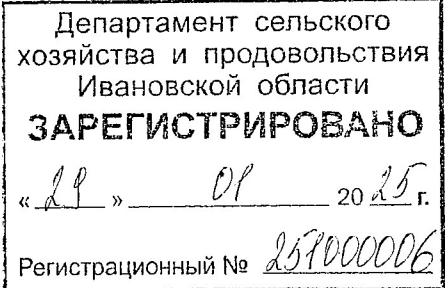 Департамент сельского
хозяйства и продовольствия
Ивановской области
ЗАРЕГИСТРИРОВАНО
« 29 » 01 2025 г.
Регистрационный № 251000006